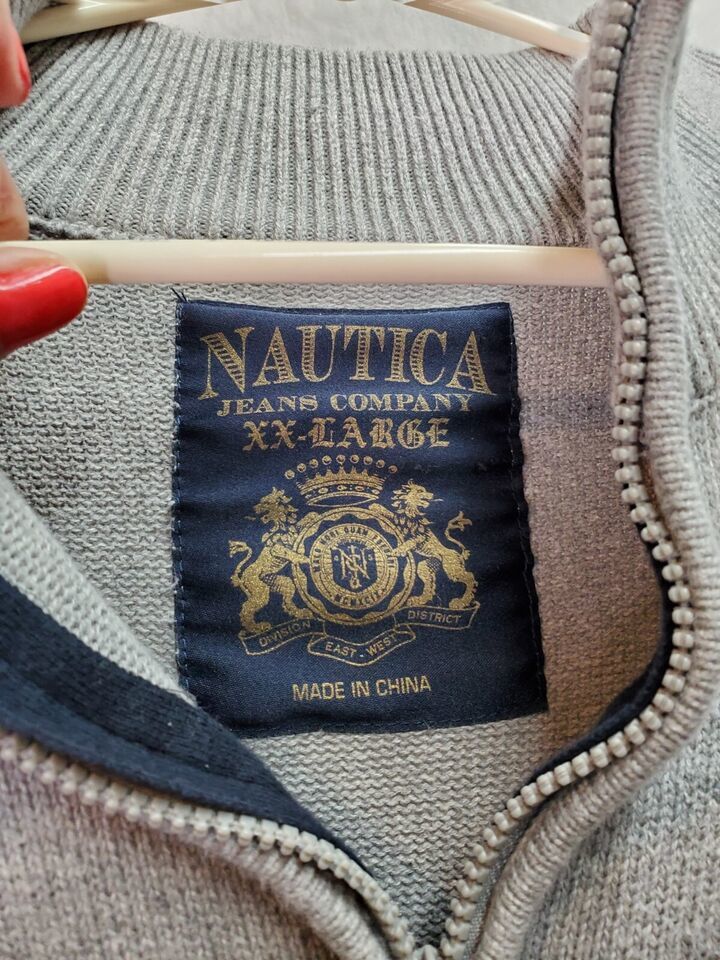 NAUTICA
JEANS COMPANY
XX-LARGE
DIVISION EAST-WEST DISTRICT
MADE IN CHINA